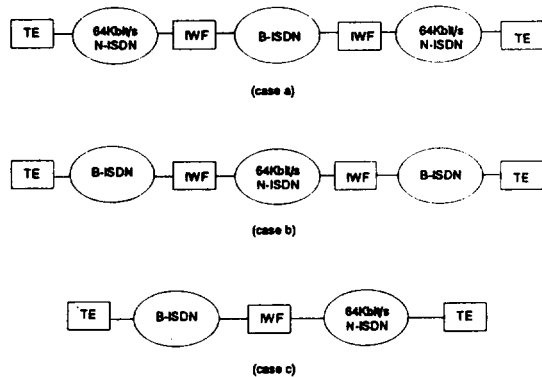 TE 64Kbit/s N-ISDN IWF B-ISDN IWF 64Kbit/s N-ISDN TE
(case a)
TE B-ISDN IWF 64Kbit/s N-ISDN IWF B-ISDN TE
(case b)
TE B-ISDN IWF 64Kbit/s N-ISDN TE
(case c)